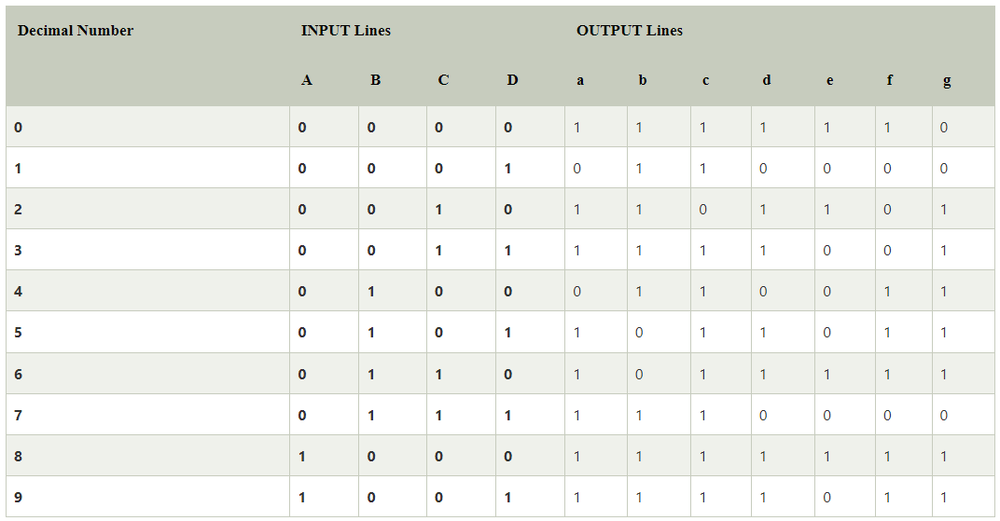 Decimal Number INPUT Lines OUTPUT Lines
A B C D a b c d e f g
0 0 0 0 0 1 1 1 1 1 1 0
1 0 0 0 1 0 1 1 0 0 0 0
2 0 0 1 0 1 1 0 1 1 0 1
3 0 0 1 1 1 1 1 1 0 0 1
4 0 1 0 0 0 1 1 0 0 1 1
5 0 1 0 1 1 0 1 1 0 1 1
6 0 1 1 0 1 0 1 1 1 1 1
7 0 1 1 1 1 1 1 0 0 0 0
8 1 0 0 0 1 1 1 1 1 1 1
9 1 0 0 1 1 1 1 1 0 1 1